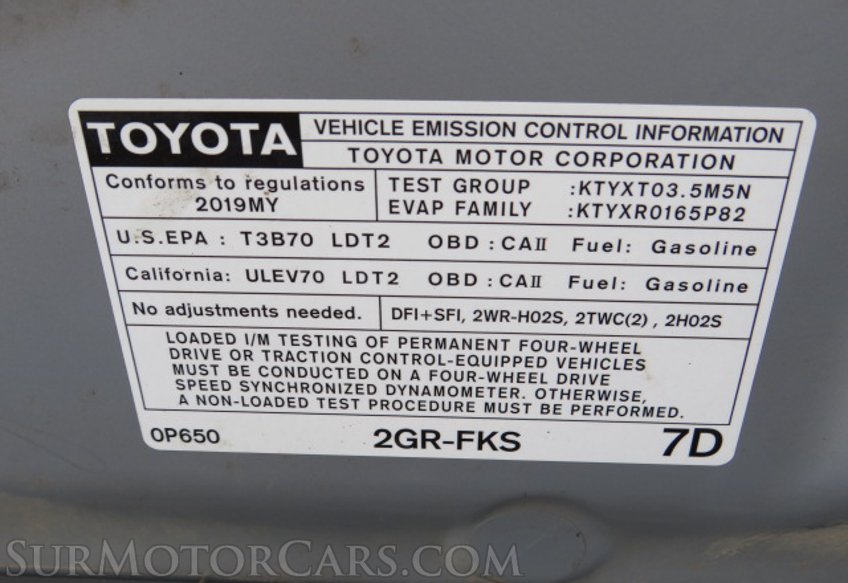 TOYOTA
VEHICLE EMISSION CONTROL INFORMATION
TOYOTA MOTOR CORPORATION
Conforms to regulations
2019MY
TEST GROUP :KTYXT03.5M5N
EVAP FAMILY :KTYXR0165P82
U.S.EPA : T3B70 LDT2 OBD : CAII Fuel: Gasoline
California: ULEV70 LDT2 OBD : CAII Fuel: Gasoline
No adjustments needed.
DFI+SFI, 2WR-HO2S, 2TWC(2) , 2HO2S
LOADED I/M TESTING OF PERMANENT FOUR-WHEEL
DRIVE OR TRACTION CONTROL-EQUIPPED VEHICLES
MUST BE CONDUCTED ON A FOUR-WHEEL DRIVE
SPEED SYNCHRONIZED DYNAMOMETER. OTHERWISE,
A NON-LOADED TEST PROCEDURE MUST BE PERFORMED.
0P650 2GR-FKS 7D
SURMOTORCARS.COM